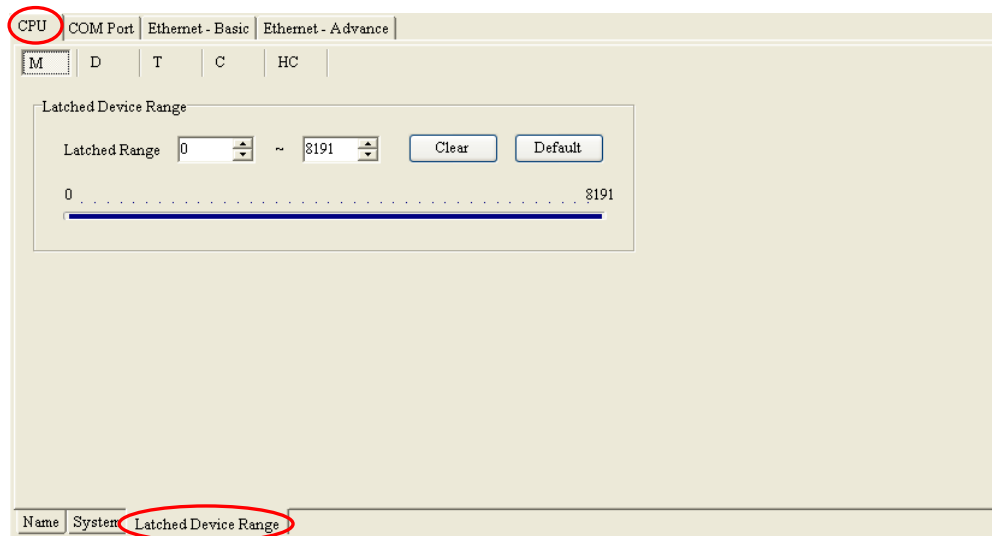 CPU COM Port Ethernet - Basic Ethernet - Advance
M D T C HC
Latched Device Range
Latched Range 0 ~ 8191 Clear Default
0 8191
Name System Latched Device Range